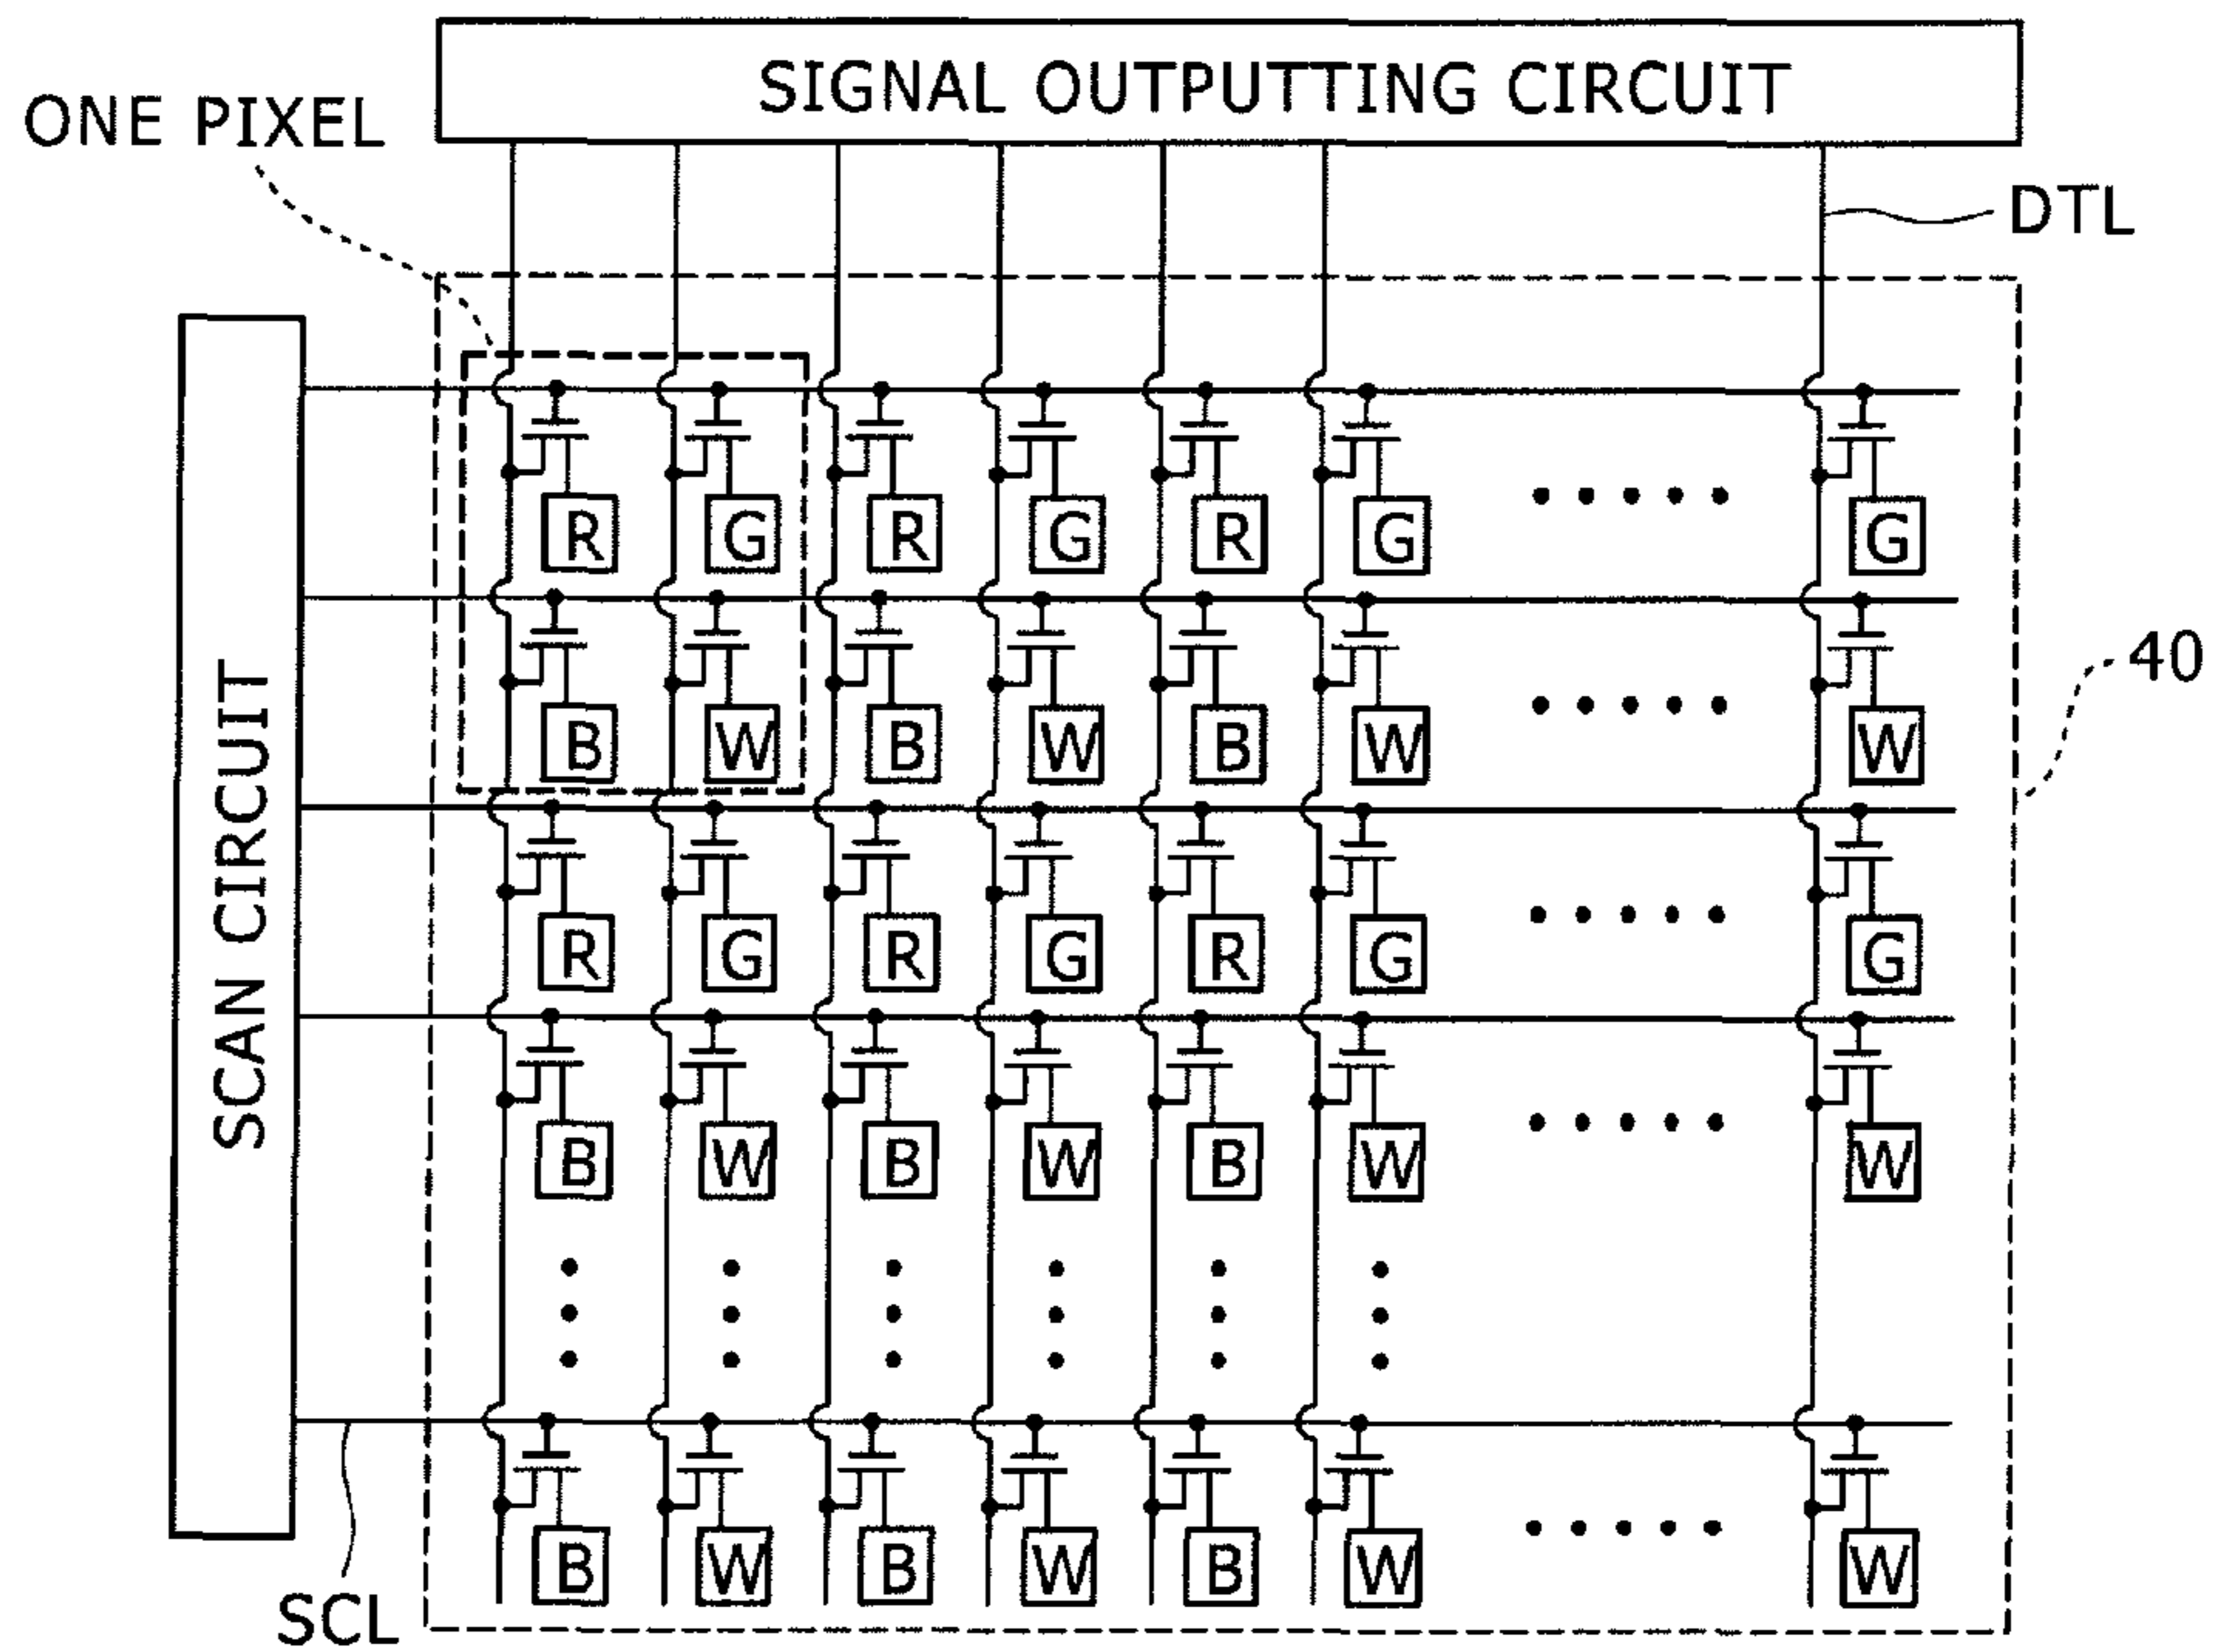 SIGNAL OUTPUTTING CIRCUIT
ONE PIXEL
DTL
R G R G R G G
B W B W B W W
40
SCAN CIRCUIT
R G R G R G G
B W B W B W W
B W B W B W W
SCL